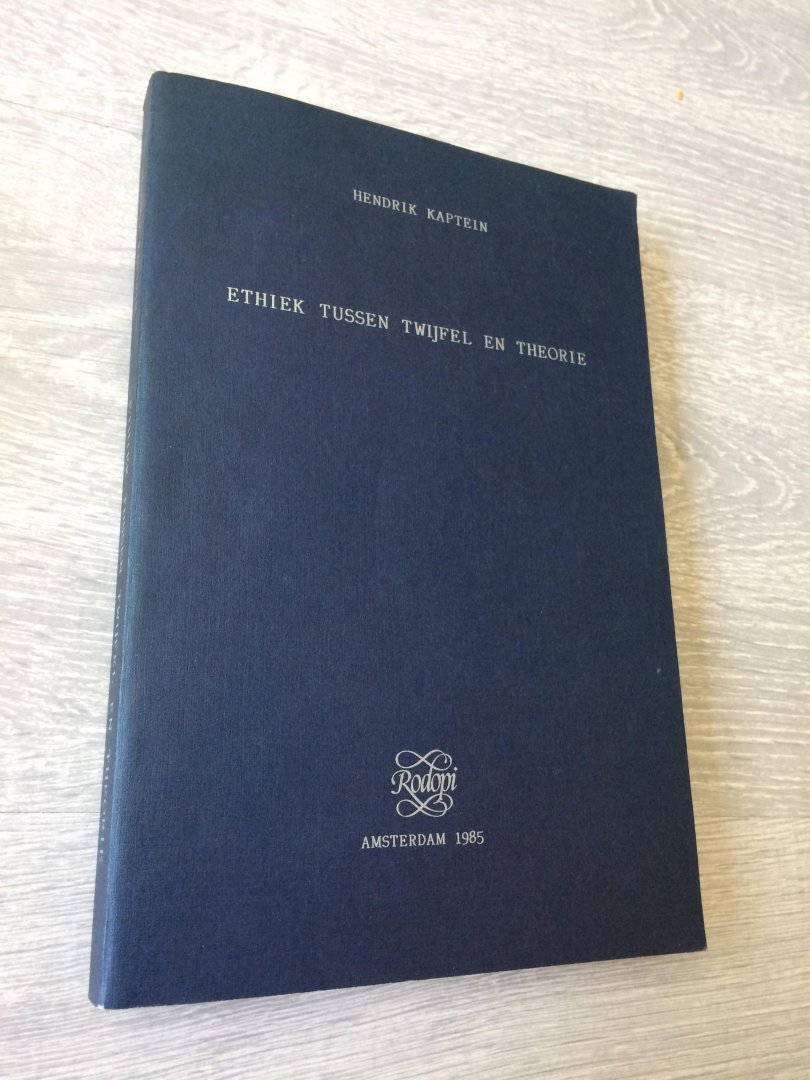 HENDRIK KAPTEIN
ETHIEK TUSSEN TWIJFEL EN THEORIE
Rodopi
AMSTERDAM 1985